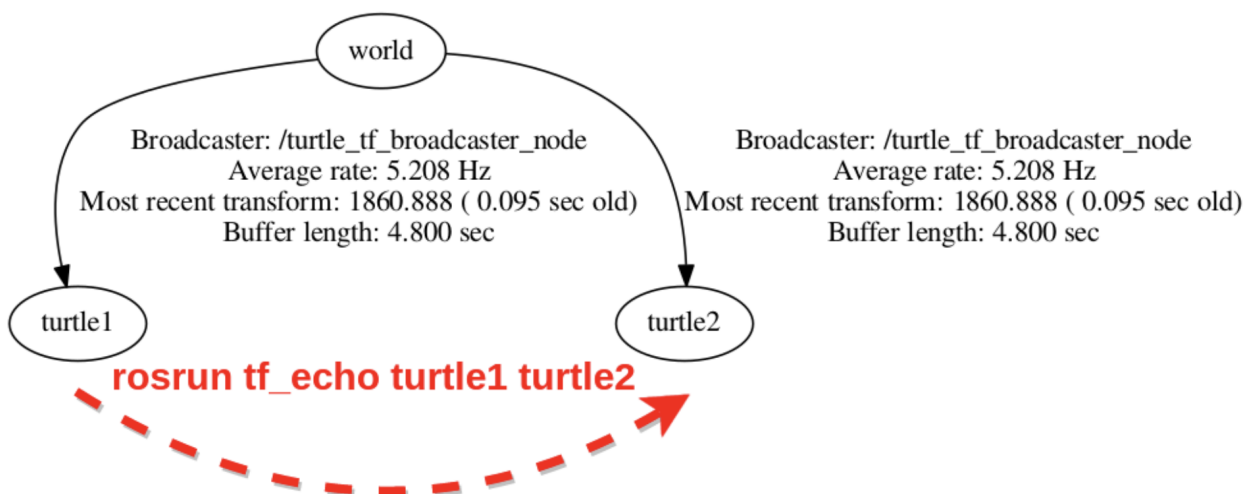 world
Broadcaster: /turtle_tf_broadcaster_node
Average rate: 5.208 Hz
Most recent transform: 1860.888 ( 0.095 sec old)
Buffer length: 4.800 sec
Broadcaster: /turtle_tf_broadcaster_node
Average rate: 5.208 Hz
Most recent transform: 1860.888 ( 0.095 sec old)
Buffer length: 4.800 sec
turtle1
turtle2
rosrun tf_echo turtle1 turtle2